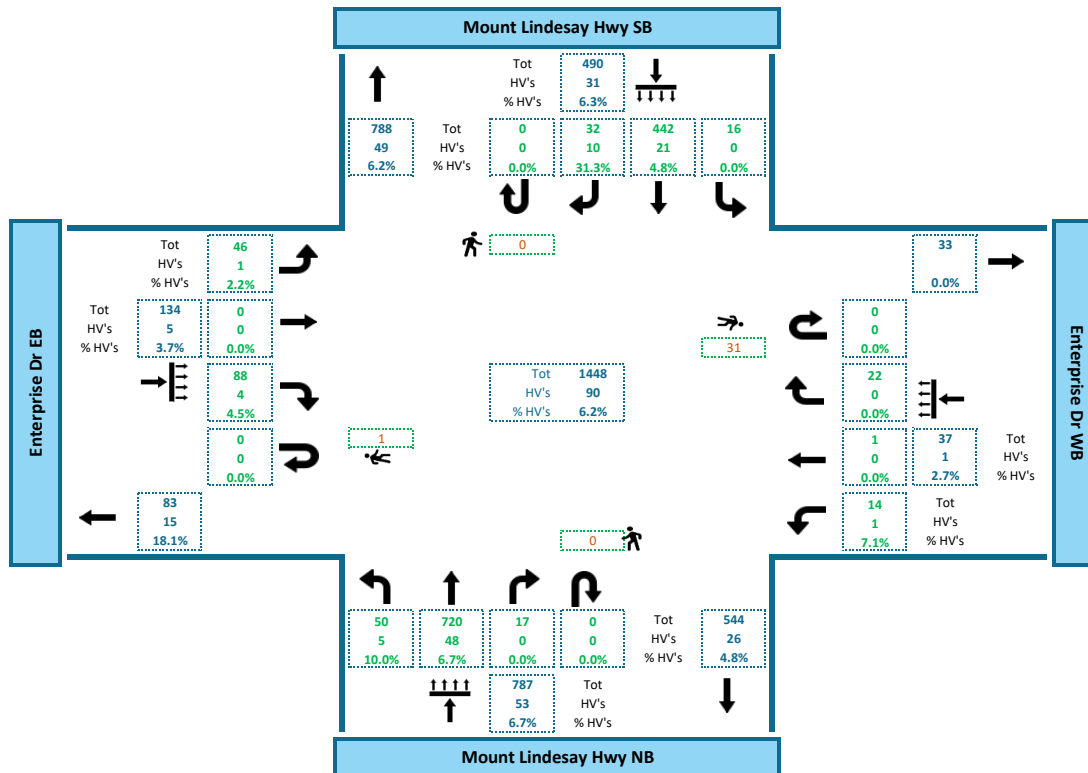 Mount Lindesay Hwy SB
Tot 490
HV's 31
% HV's 6.3%
788 Tot 0 32 442 16
49 HV's 0 10 21 0
6.2% % HV's 0.0% 31.3% 4.8% 0.0%
Enterprise Dr EB
Tot 46
HV's 1
% HV's 2.2%
0
33
0.0%
Tot 134 0
HV's 5 0
% HV's 3.7% 0.0%
31
0
0
0.0%
88
4
4.5%
Tot 1448
HV's 90
% HV's 6.2%
22
0
0.0%
Enterprise Dr WB
1
0
0
0.0%
1 37 Tot
0 1 HV's
0.0% 2.7% % HV's
83
15
18.1%
14 Tot
1 HV's
7.1% % HV's
0
50 720 17 0 Tot 544
5 48 0 0 HV's 26
10.0% 6.7% 0.0% 0.0% % HV's 4.8%
787 Tot
53 HV's
6.7% % HV's
Mount Lindesay Hwy NB